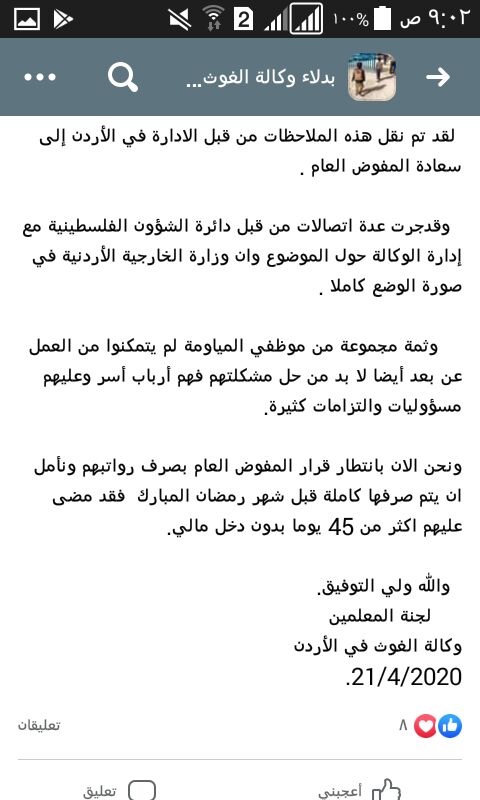 ٩:٠٢ ص
١٠٠%
2
بدلاء وكالة الغوث...
لقد تم نقل هذه الملاحظات من قبل الادارة في الأردن إلى
سعادة المفوض العام .
وقدجرت عدة اتصالات من قبل دائرة الشؤون الفلسطينية مع
إدارة الوكالة حول الموضوع وان وزارة الخارجية الأردنية في
صورة الوضع كاملا .
وثمة مجموعة من موظفي المياومة لم يتمكنوا من العمل
عن بعد أيضا لا بد من حل مشكلتهم فهم أرباب أسر وعليهم
مسؤوليات والتزامات كثيرة.
ونحن الان بانتطار قرار المفوض العام بصرف رواتبهم ونأمل
ان يتم صرفها كاملة قبل شهر رمضان المبارك فقد مضى
عليهم اكثر من 45 يوما بدون دخل مالي.
والله ولي التوفيق.
لجنة المعلمين
وكالة الغوث في الأردن
21/4/2020.
٨
تعليقان
أعجبني
تعليق